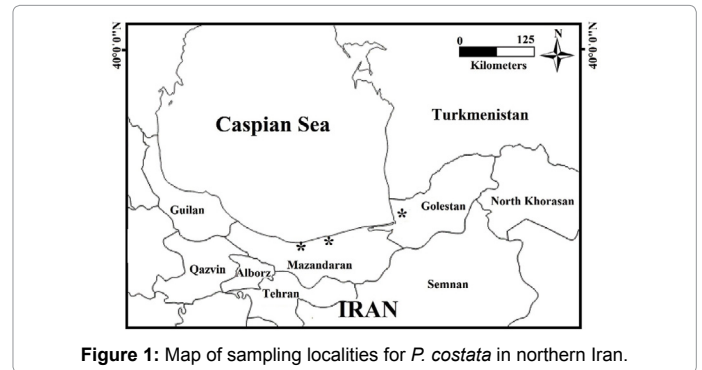 40°0'0"N
0 125
Kilometers
N
40°0'0"N
Caspian Sea
Turkmenistan
Guilan
Golestan
North Khorasan
* * *
Qazvin
Alborz
Mazandaran
Tehran
Semnan
IRAN
Figure 1: Map of sampling localities for P. costata in northern Iran.